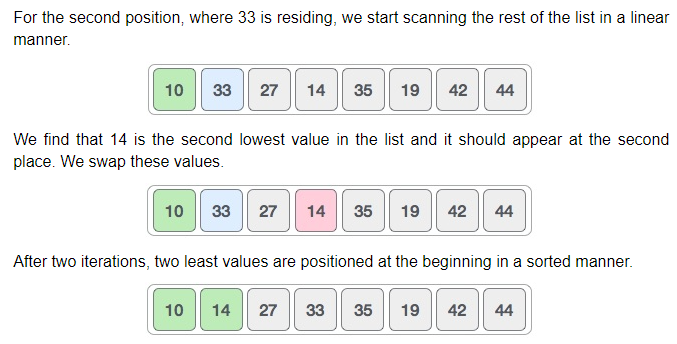 For the second position, where 33 is residing, we start scanning the rest of the list in a linear
manner.
10 33 27 14 35 19 42 44
We find that 14 is the second lowest value in the list and it should appear at the second
place. We swap these values.
10 33 27 14 35 19 42 44
After two iterations, two least values are positioned at the beginning in a sorted manner.
10 14 27 33 35 19 42 44